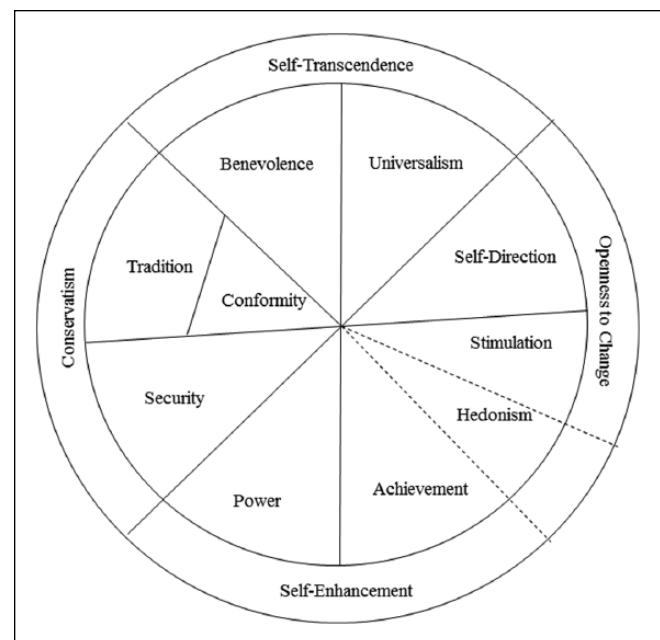 Self-Transcendence
Benevolence
Universalism
Tradition
Conformity
Self-Direction
Conservatism
Openness to Change
Stimulation
Security
Hedonism
Power
Achievement
Self-Enhancement